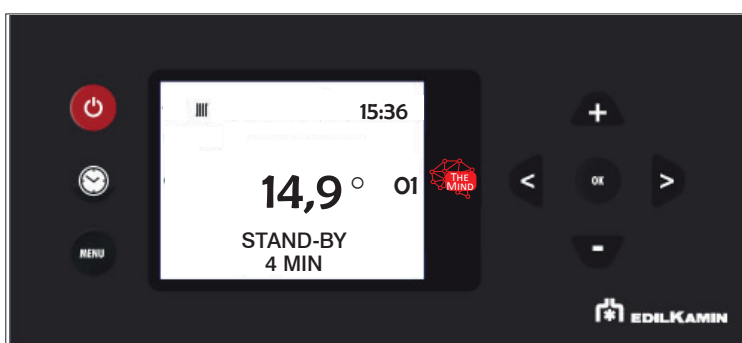 15:36
14,9° 01
THE
MIND
STAND-BY
4 MIN
MENU
+
< OK >
-
EDILKAMIN